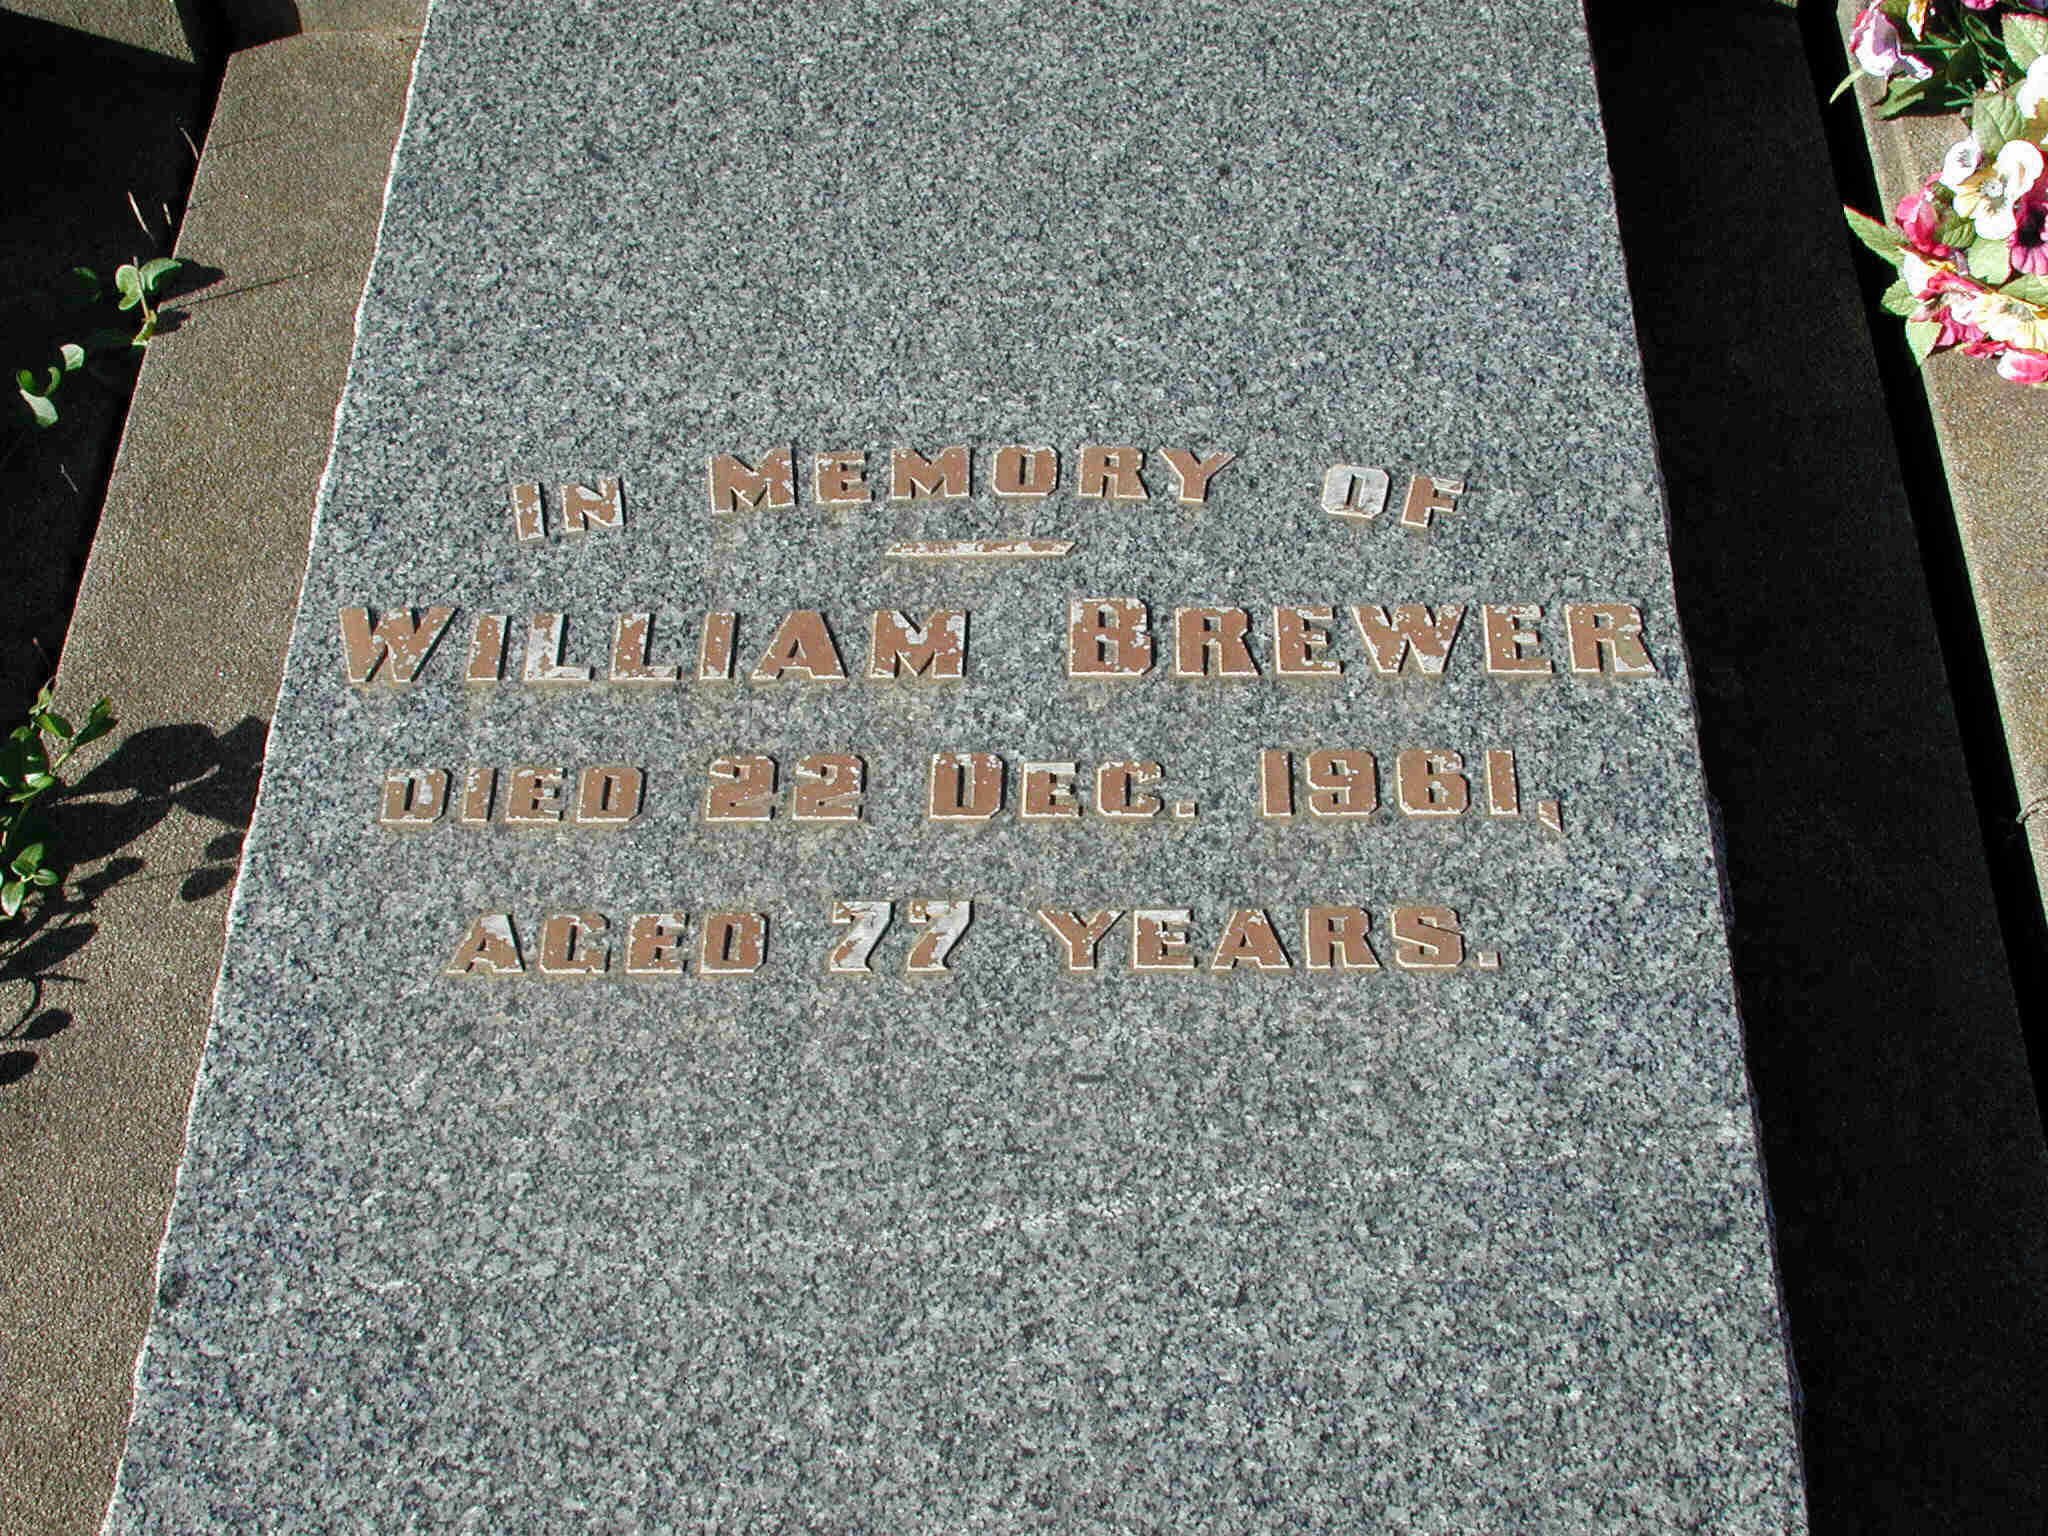 IN MEMORY OF
WILLIAM BREWER
DIED 22 DEC. 1961,
AGED 77 YEARS.